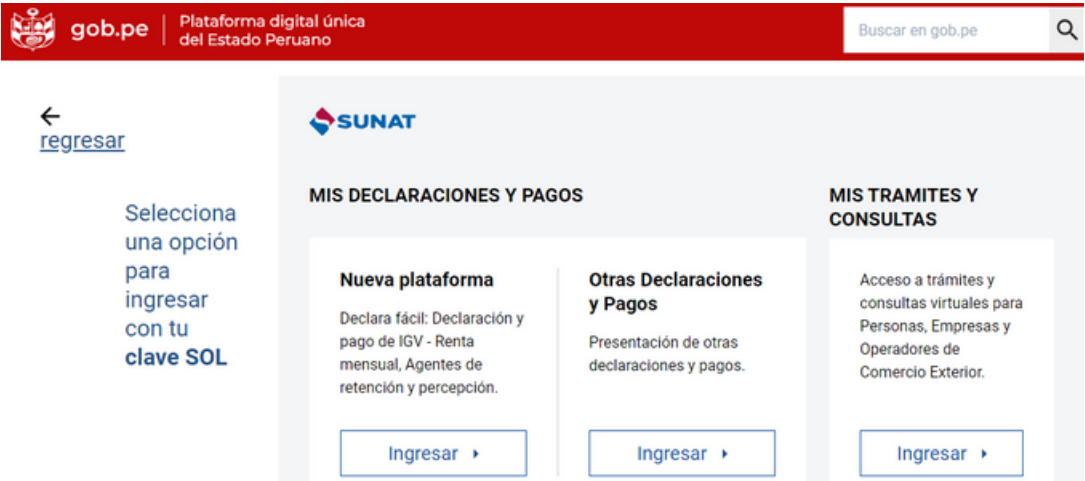 gob.pe
Plataforma digital única
del Estado Peruano
Buscar en gob.pe
regresar
Selecciona
una opción
para
ingresar
con tu
clave SOL
SUNAT
MIS DECLARACIONES Y PAGOS
Nueva plataforma
Declara fácil: Declaración y
pago de IGV - Renta
mensual, Agentes de
retención y percepción.
Ingresar
Otras Declaraciones
y Pagos
Presentación de otras
declaraciones y pagos.
Ingresar
MIS TRAMITES Y
CONSULTAS
Acceso a trámites y
consultas virtuales para
Personas, Empresas y
Operadores de
Comercio Exterior.
Ingresar